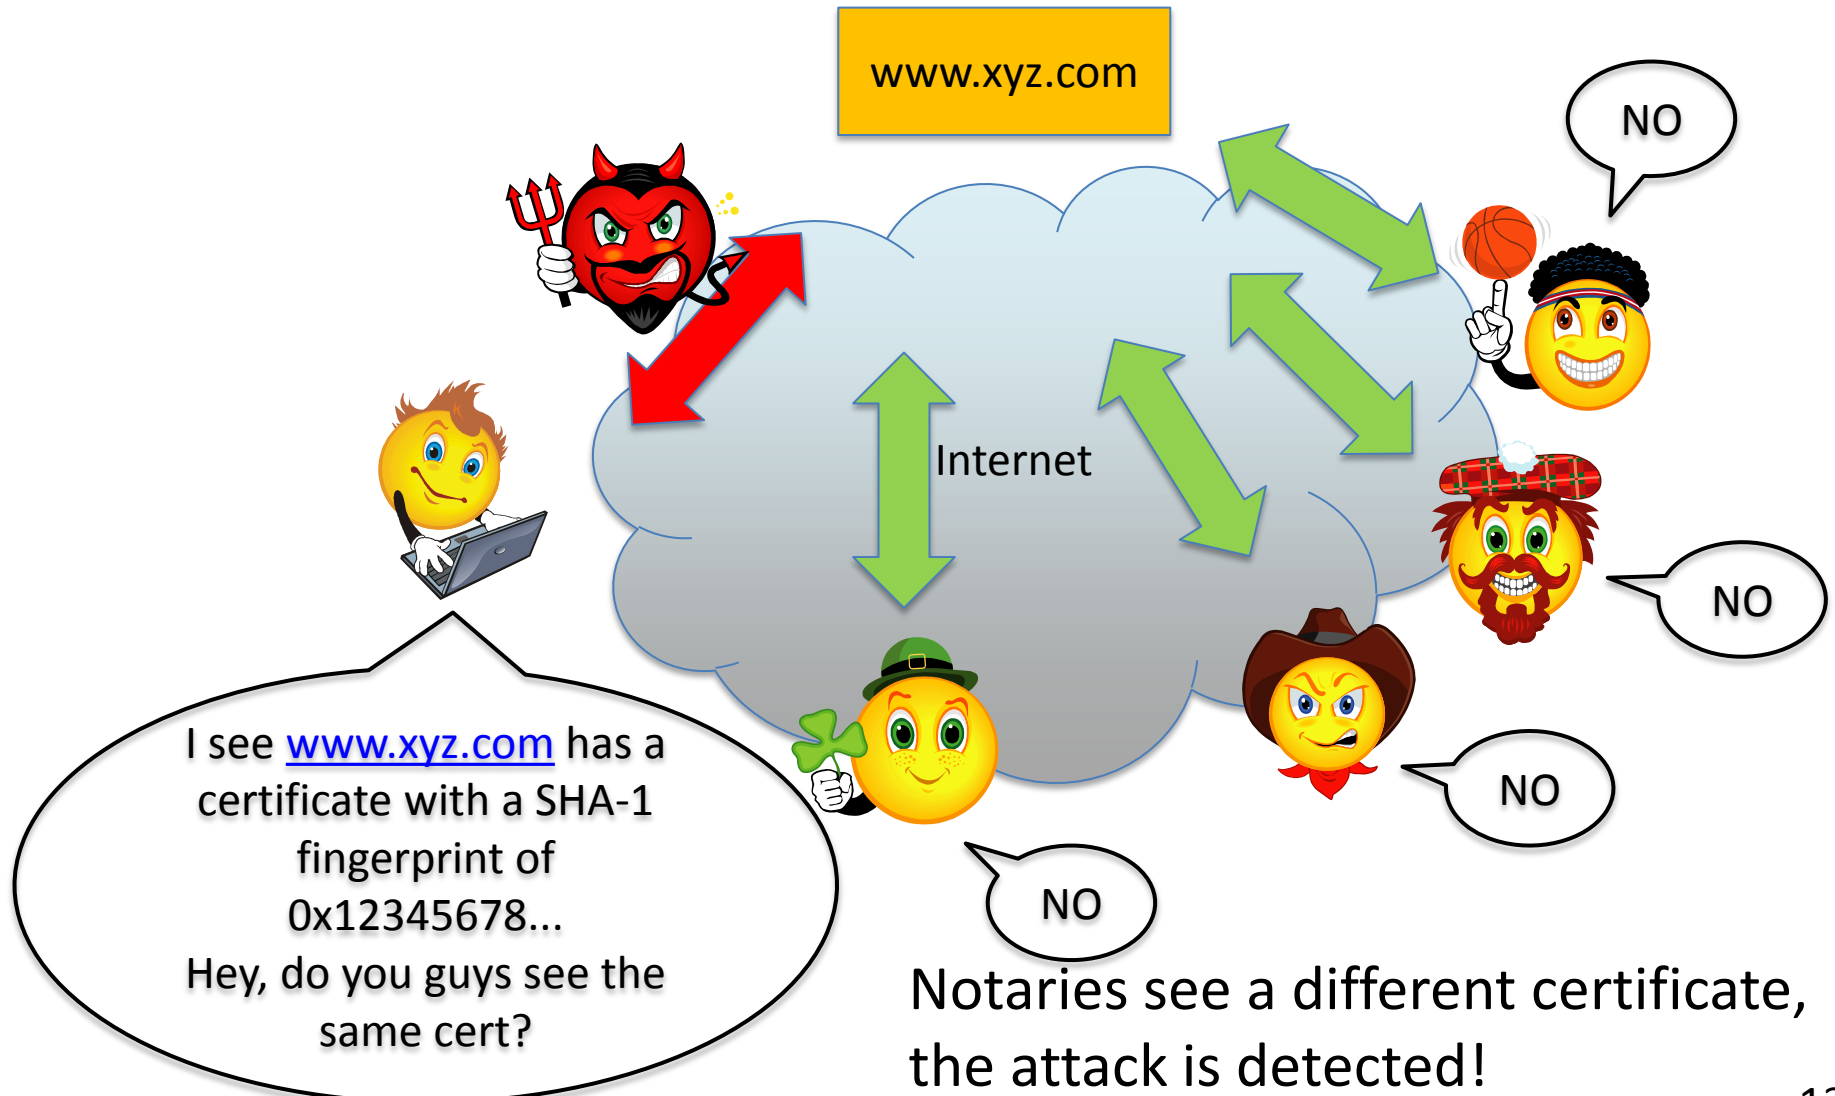 www.xyz.com
NO
Internet
NO
NO
I see www.xyz.com has a
certificate with a SHA-1
fingerprint of
0x12345678...
Hey, do you guys see the
same cert?
NO
Notaries see a different certificate,
the attack is detected!